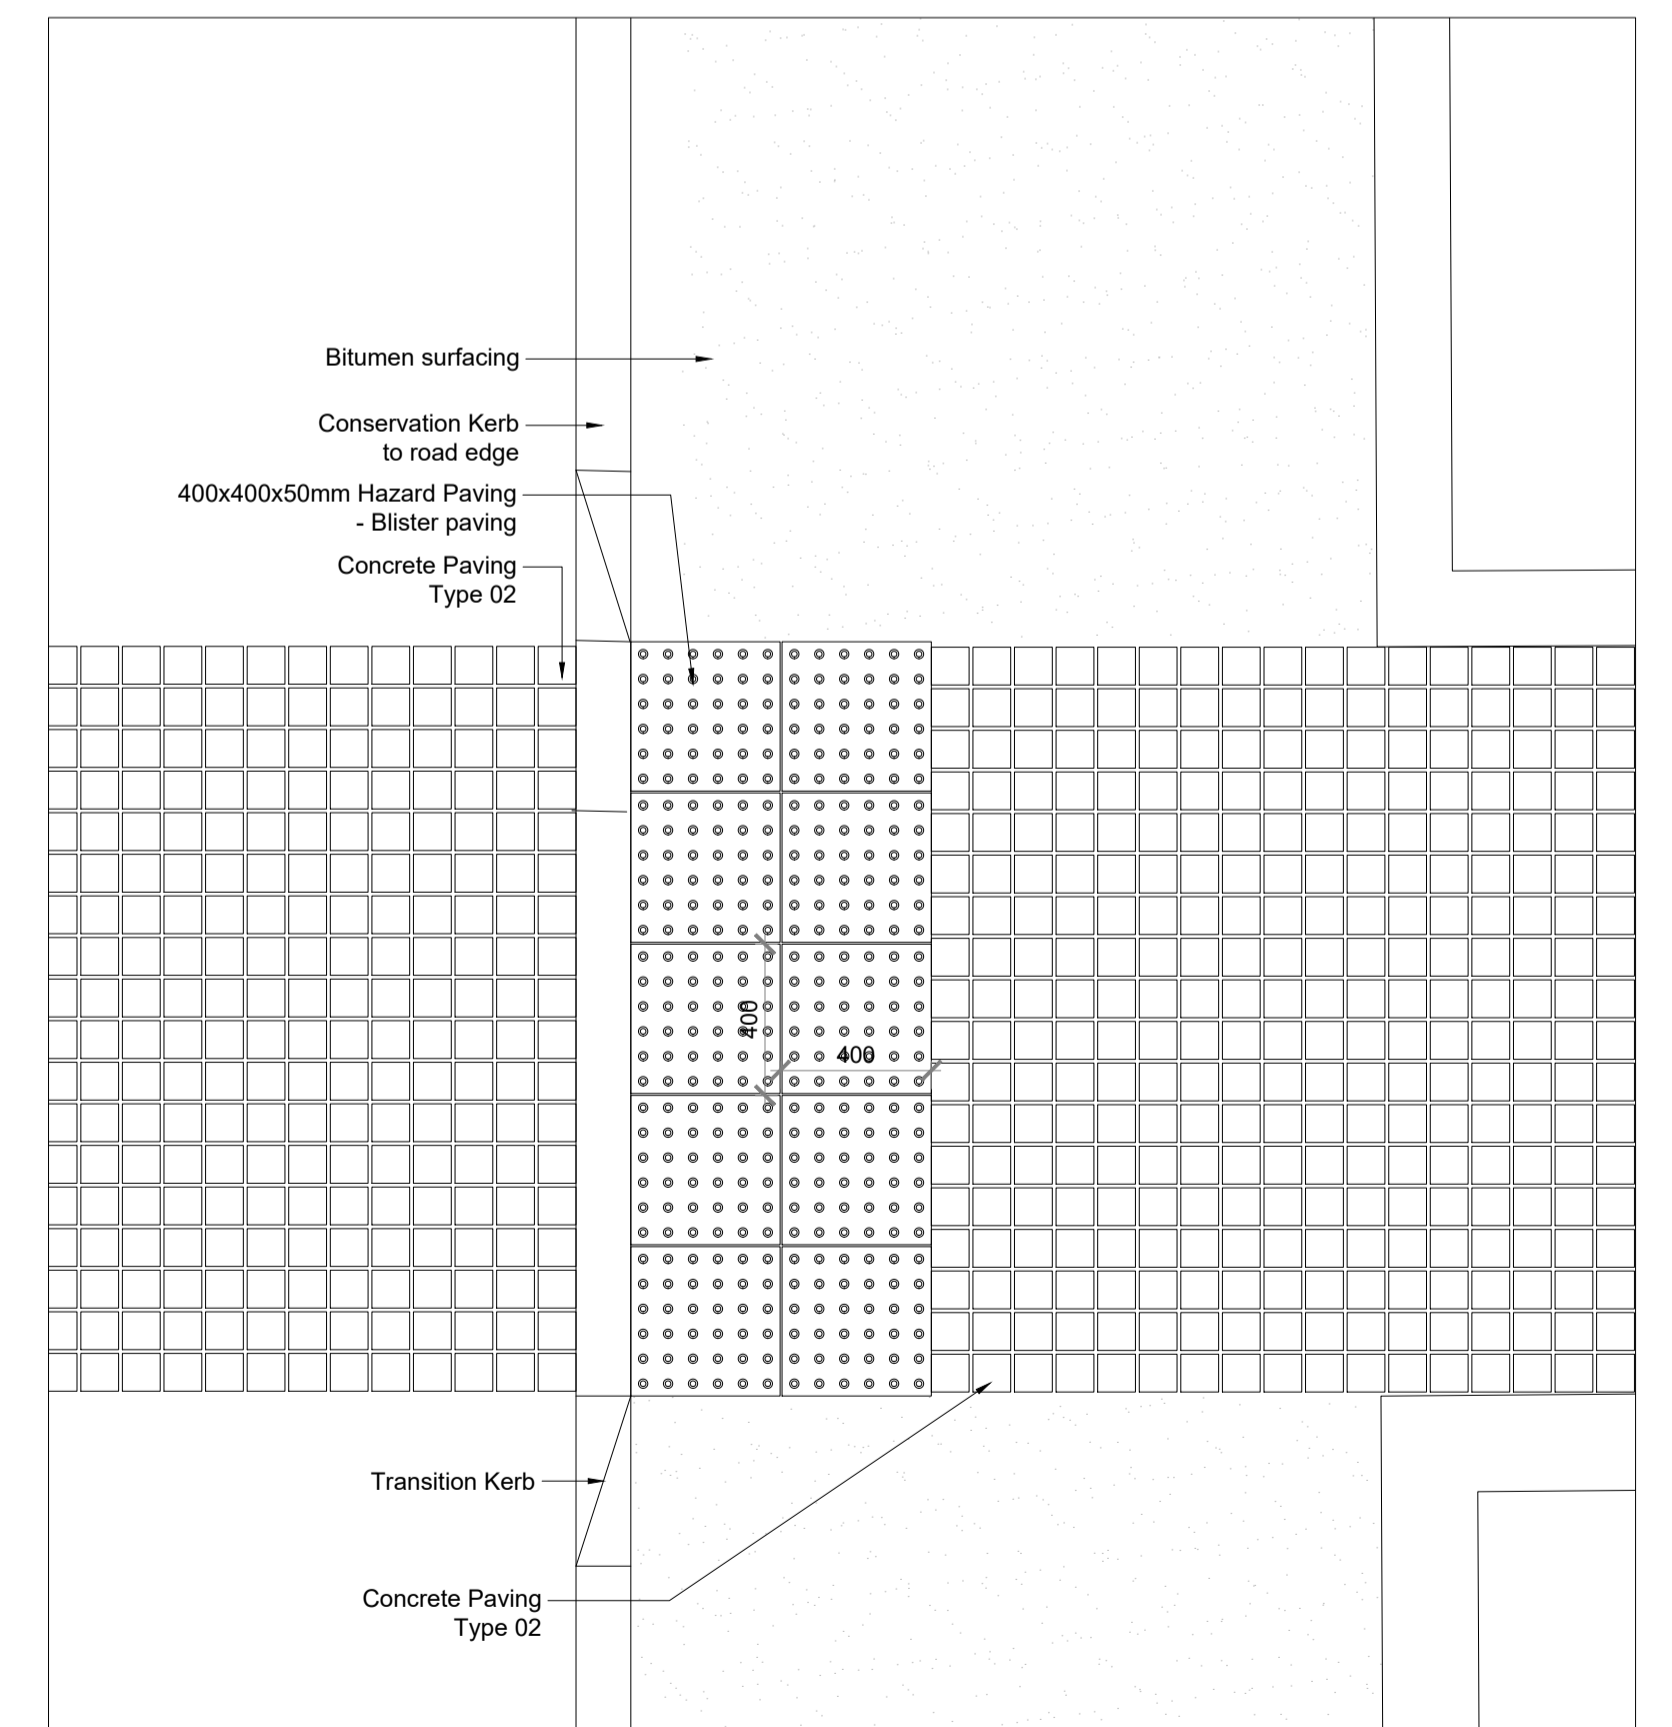 Bitumen surfacing
Conservation Kerb
to road edge
400x400x50mm Hazard Paving
- Blister paving
Concrete Paving
Type 02
400
400
Transition Kerb
Concrete Paving
Type 02